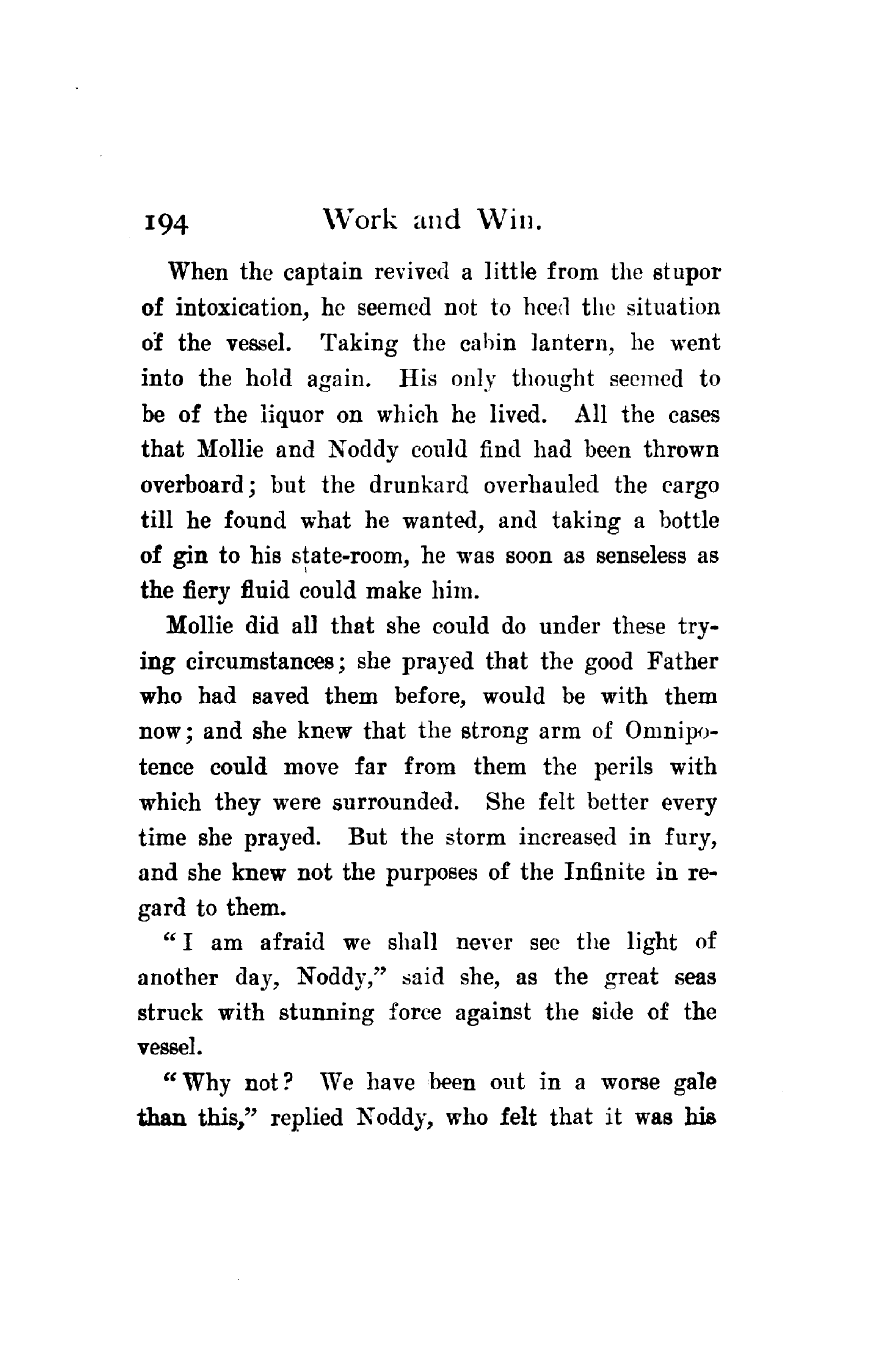 194 Work and Win.
When the captain revived a little from the stupor
of intoxication, he seemed not to heed the situation
of the vessel. Taking the cabin lantern, he went
into the hold again. His only thought seemed to
be of the liquor on which he lived. All the cases
that Mollie and Noddy could find had been thrown
overboard; but the drunkard overhauled the cargo
till he found what he wanted, and taking a bottle
of gin to his state-room, he was soon as senseless as
the fiery fluid could make him.
Mollie did all that she could do under these try-
ing circumstances; she prayed that the good Father
who had saved them before, would be with them
now; and she knew that the strong arm of Omnipo-
tence could move far from them the perils with
which they were surrounded. She felt better every
time she prayed. But the storm increased in fury,
and she knew not the purposes of the Infinite in re-
gard to them.
“I am afraid we shall never see the light of
another day, Noddy,” said she, as the great seas
struck with stunning force against the side of the
vessel.
“Why not? We have been out in a worse gale
than this,” replied Noddy, who felt that it was his